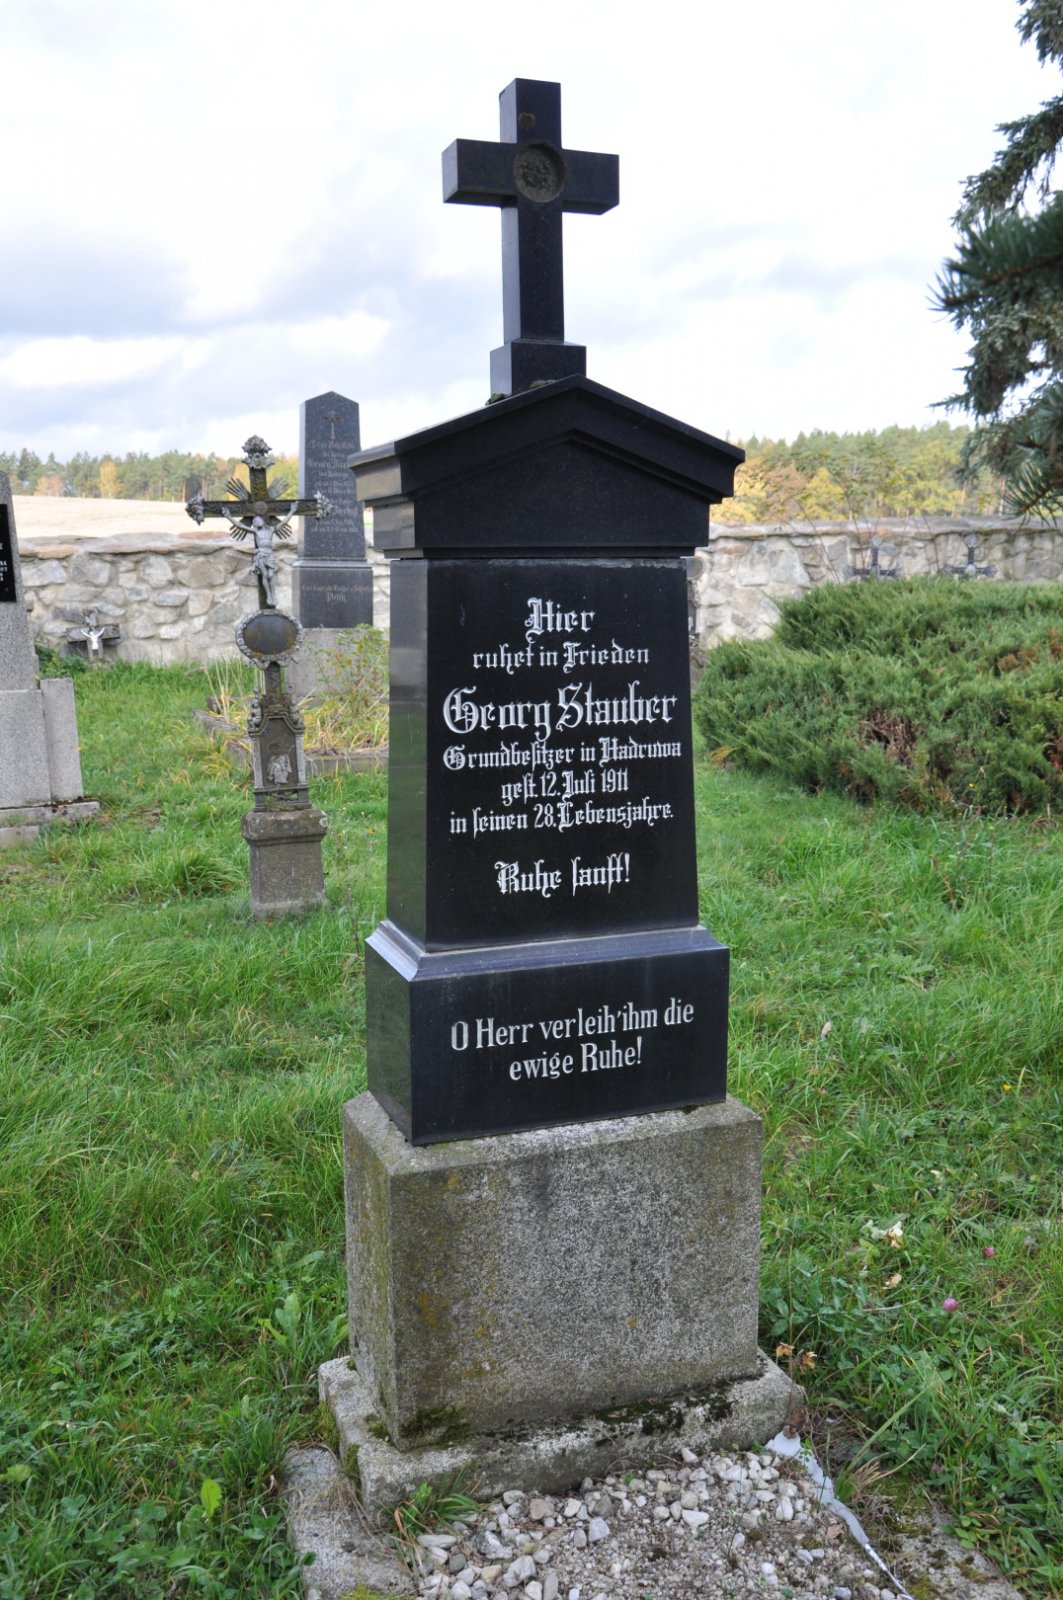 Hier
ruhet in Frieden
Georg Stauber
Grundbesitzer in Hadruwa
gest. 12. Juli 1911
in seinen 28. Lebensjahre.
Ruhe sanft!
O Herr verleih'ihm die
ewige Ruhe!